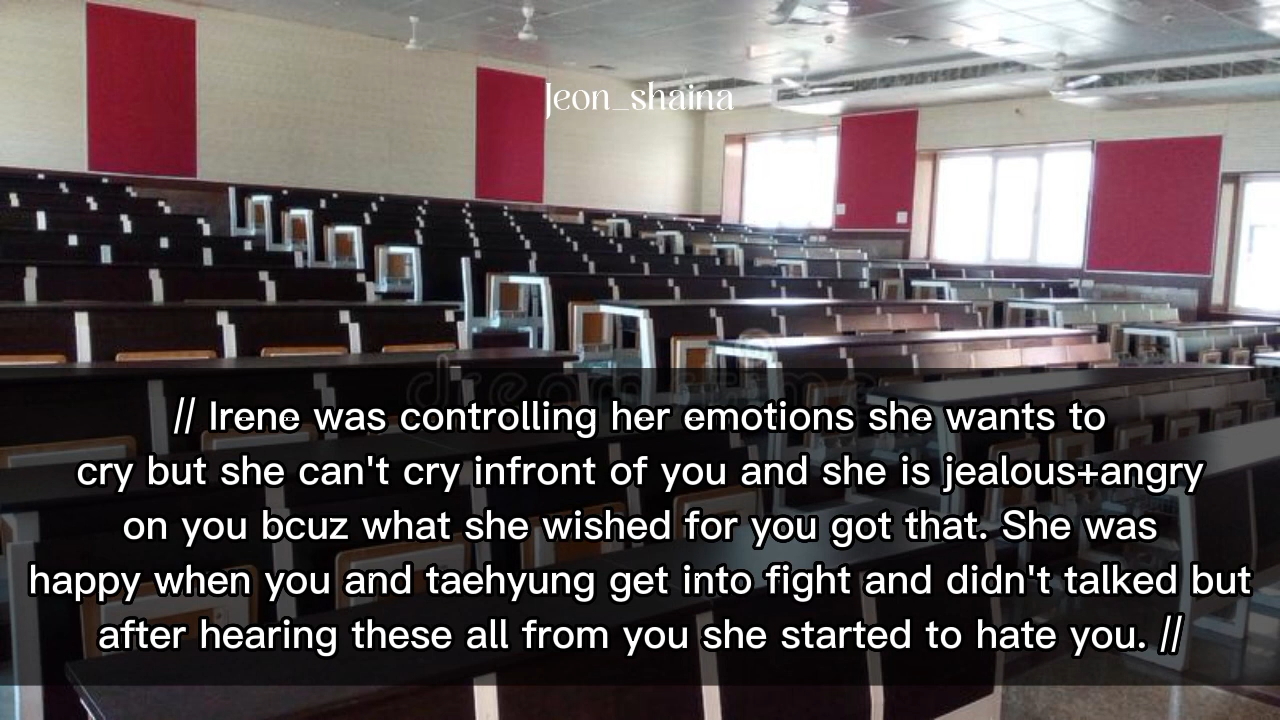 Jeon_shaina
dreamstime
// Irene was controlling her emotions she wants to
cry but she can't cry infront of you and she is jealous+angry
on you bcuz what she wished for you got that. She was
happy when you and taehyung get into fight and didn't talked but
after hearing these all from you she started to hate you. //